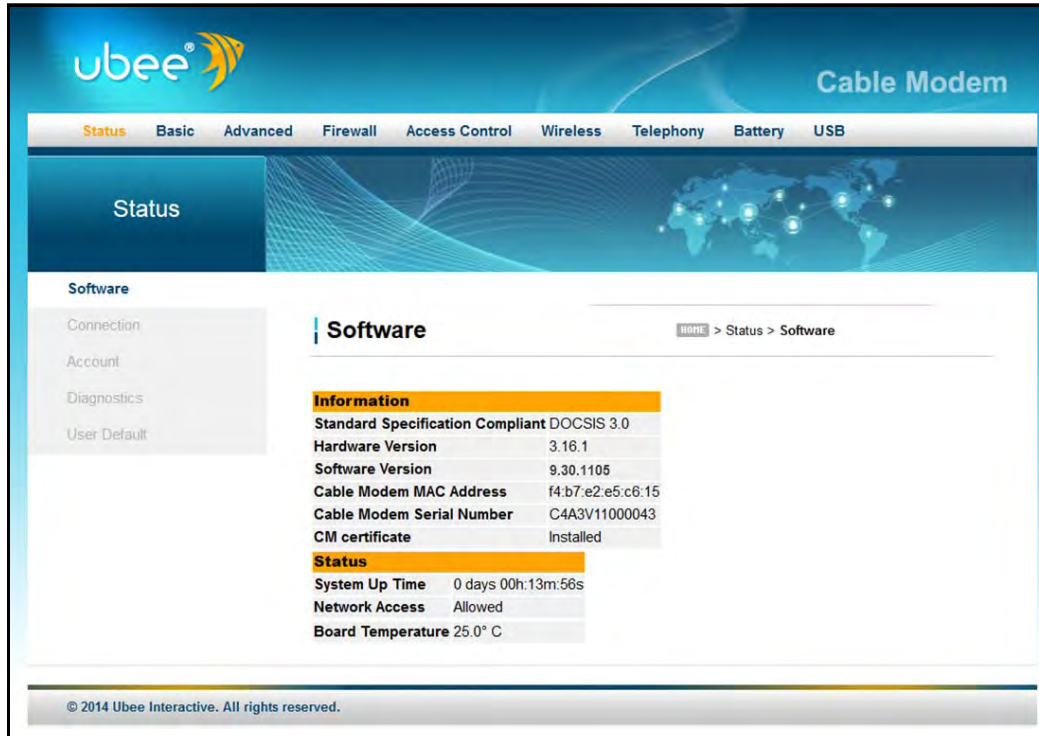 ubee®
Cable Modem
Status Basic Advanced Firewall Access Control Wireless Telephony Battery USB
Status
Software
Connection
Account
Diagnostics
User Default
Software
HOME > Status > Software
Information
Standard Specification Compliant DOCSIS 3.0
Hardware Version 3.16.1
Software Version 9.30.1105
Cable Modem MAC Address f4:b7:e2:e5:c6:15
Cable Modem Serial Number C4A3V11000043
CM certificate Installed
Status
System Up Time 0 days 00h:13m:56s
Network Access Allowed
Board Temperature 25.0° C
© 2014 Ubee Interactive. All rights reserved.